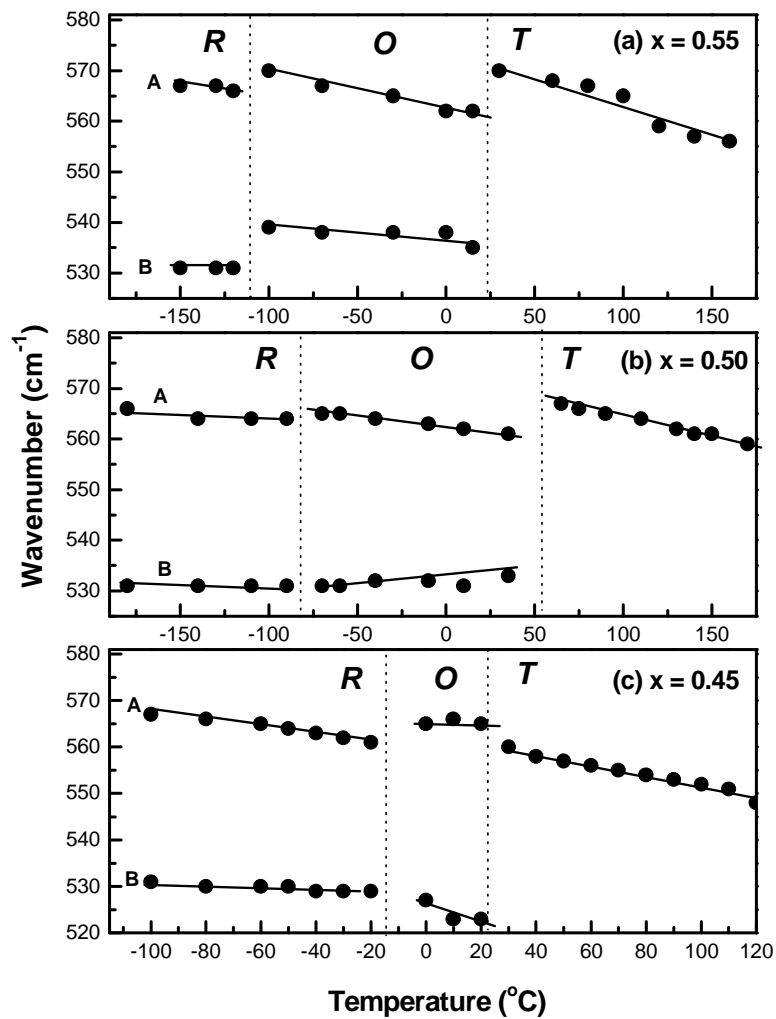 580
570
560
550
540
530
R O T (a) x = 0.55
A
B
-150 -100 -50 0 50 100 150
580
570
560
550
540
530
R O T (b) x = 0.50
A
B
-150 -100 -50 0 50 100 150
580
570
560
550
540
530
520
R O T (c) x = 0.45
A
B
-100 -80 -60 -40 -20 0 20 40 60 80 100 120
Wavenumber (cm⁻¹)
Temperature (°C)